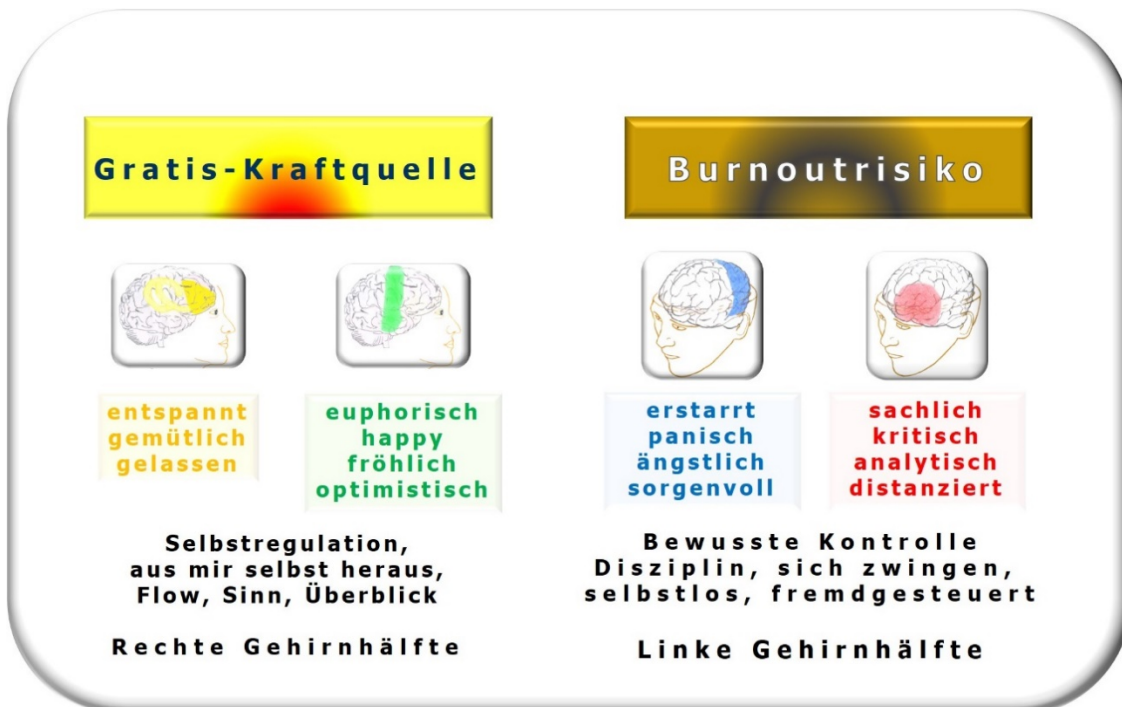 Gratis-Kraftquelle
entspannt
gemütlich
gelassen
euphorisch
happy
fröhlich
optimistisch
Selbstregulation,
aus mir selbst heraus,
Flow, Sinn, Überblick
Rechte Gehirnhälfte
Burnoutrisiko
erstarrt
panisch
ängstlich
sorgenvoll
sachlich
kritisch
analytisch
distanziert
Bewusste Kontrolle
Disziplin, sich zwingen,
selbstlos, fremdgesteuert
Linke Gehirnhälfte